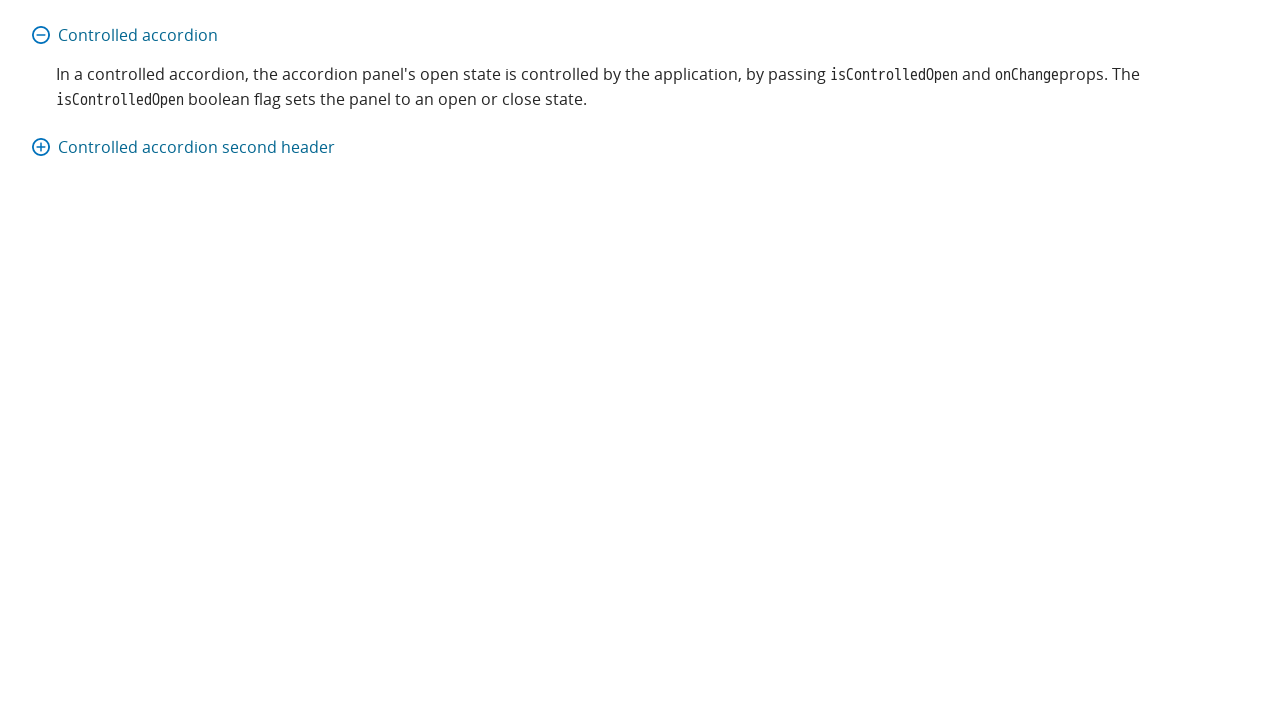 Controlled accordion
In a controlled accordion, the accordion panel's open state is controlled by the application, by passing isControlledOpen and onChangeprops. The
isControlledOpen boolean flag sets the panel to an open or close state.
Controlled accordion second header